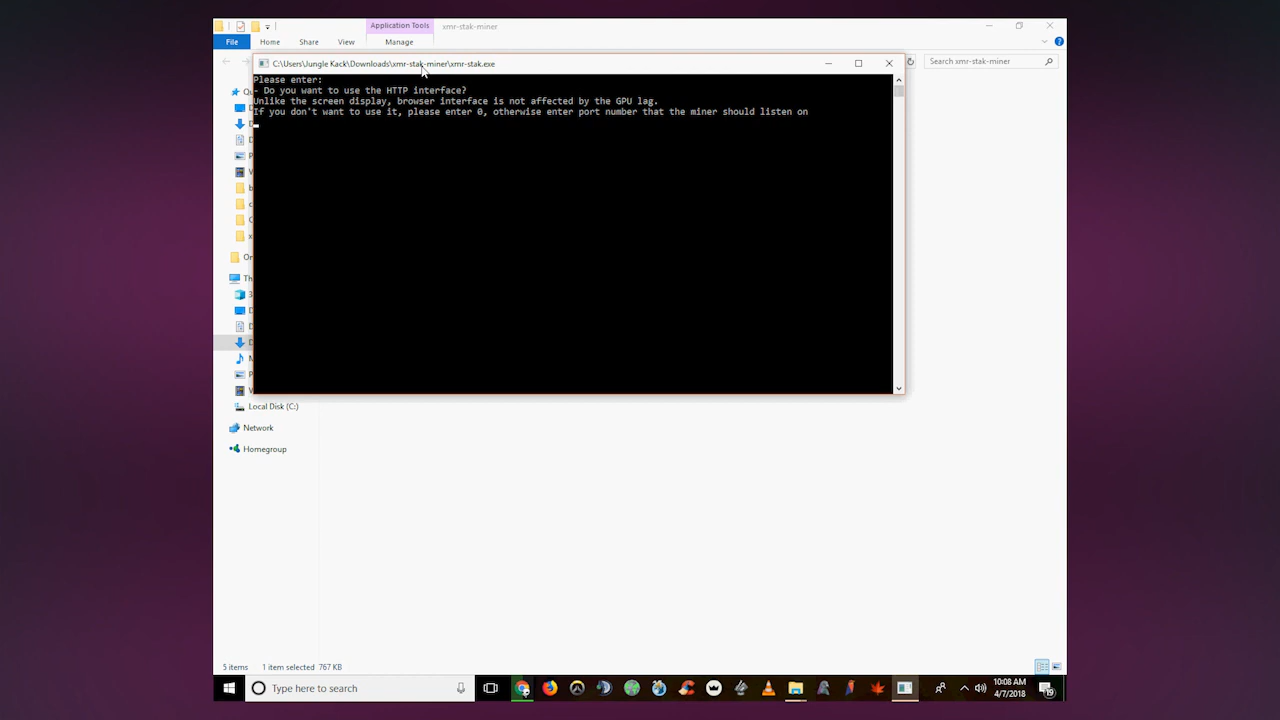 Application Tools
xmr-stak-miner
File
Home
Share
View
Manage
C:\Users\Jungle Kack\Downloads\xmr-stak-miner\xmr-stak.exe
Search xmr-stak-miner
Please enter:
- Do you want to use the HTTP interface?
Unlike the screen display, browser interface is not affected by the GPU lag.
If you don't want to use it, please enter 0, otherwise enter port number that the miner should listen on
Local Disk (C:)
Network
Homegroup
5 items
1 item selected 767 KB
Type here to search
10:08 AM
4/7/2018
19